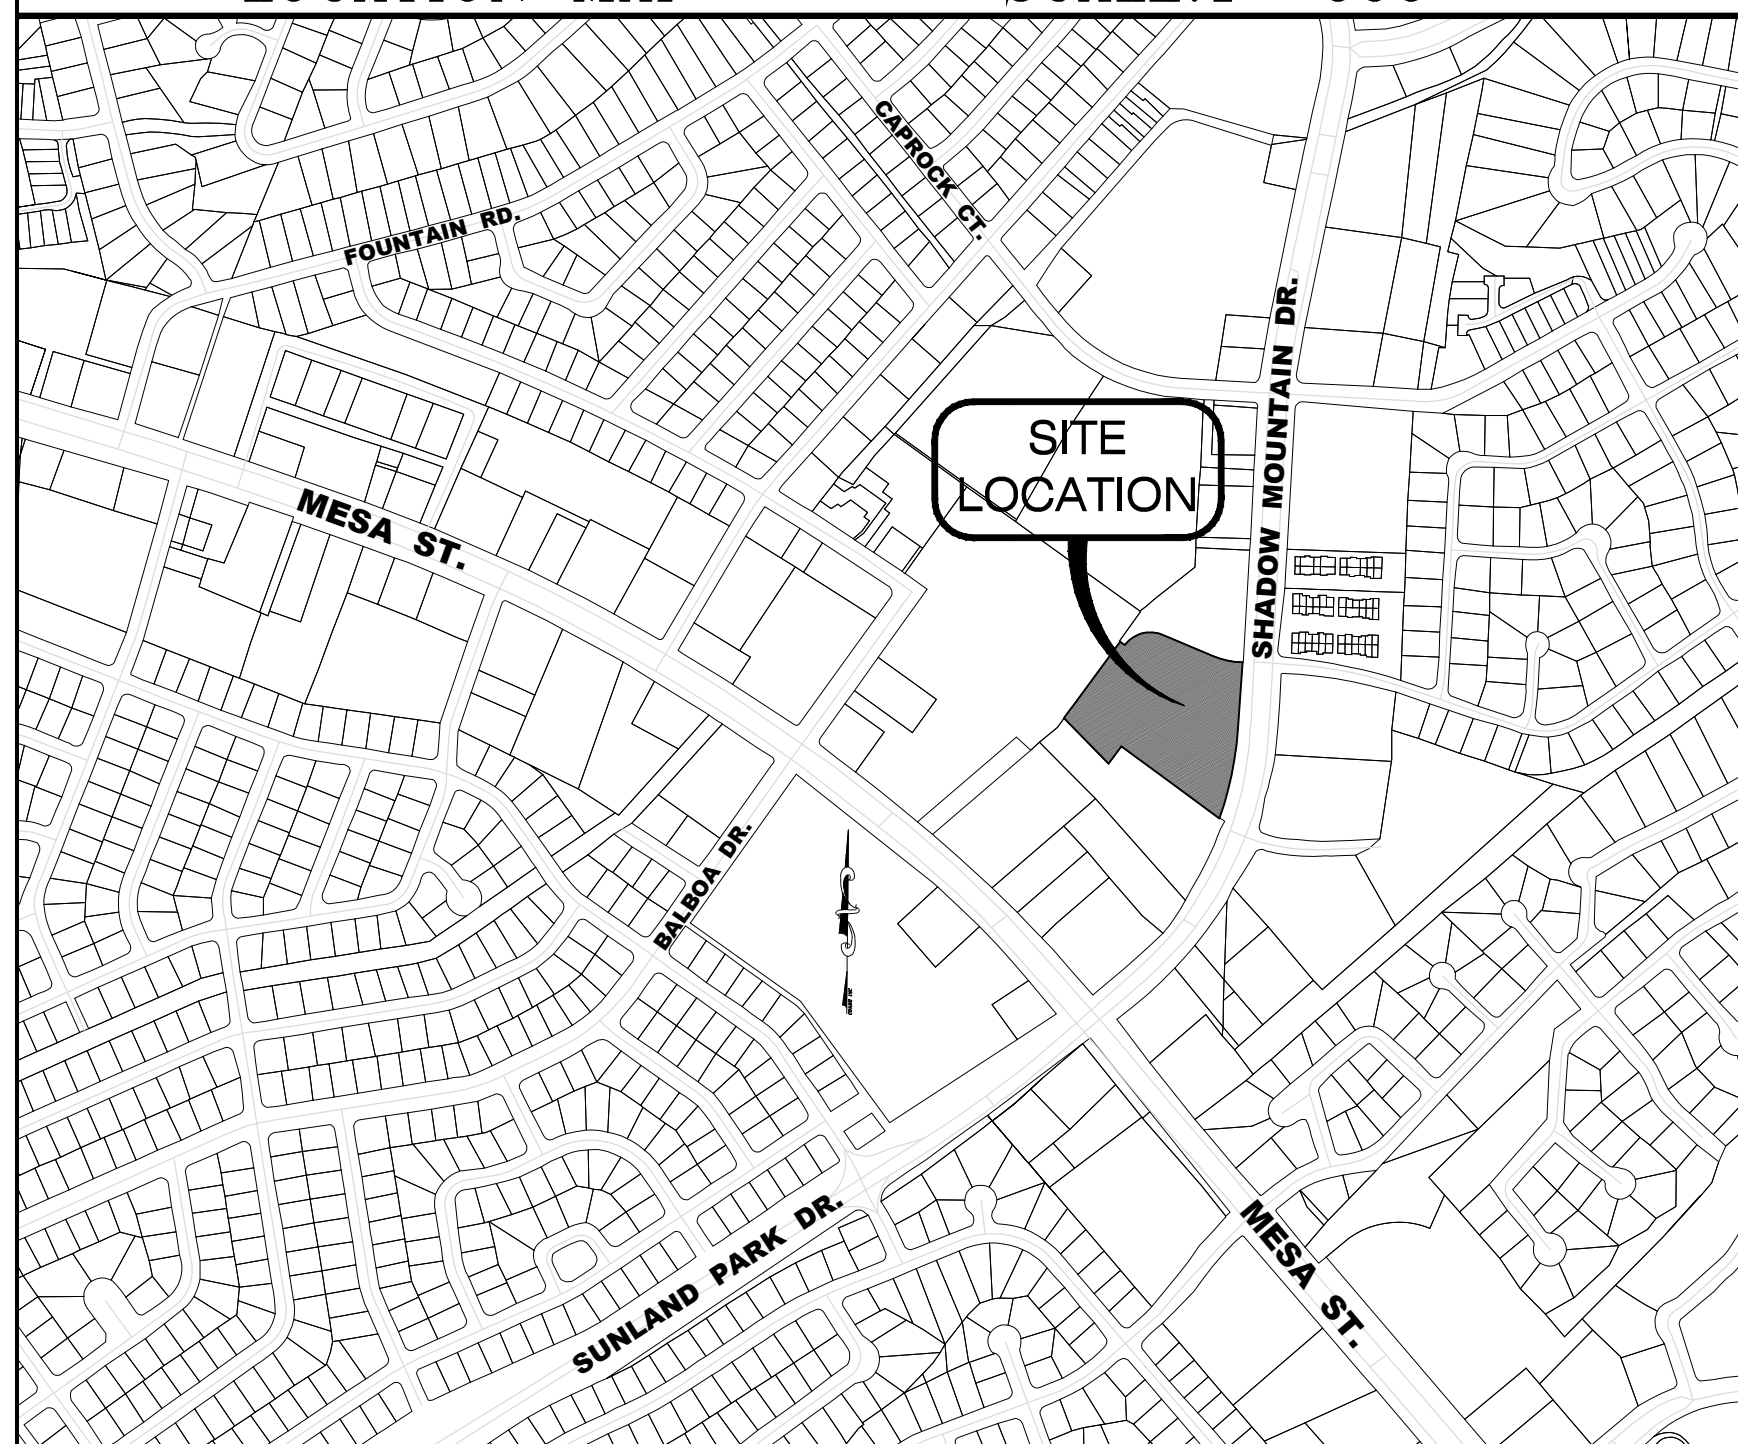 CAPROCK CT.
FOUNTAIN RD.
SHADOW MOUNTAIN DR.
SITE
LOCATION
MESA ST.
BALBOA DR.
SUNLAND PARK DR.
MESA ST.